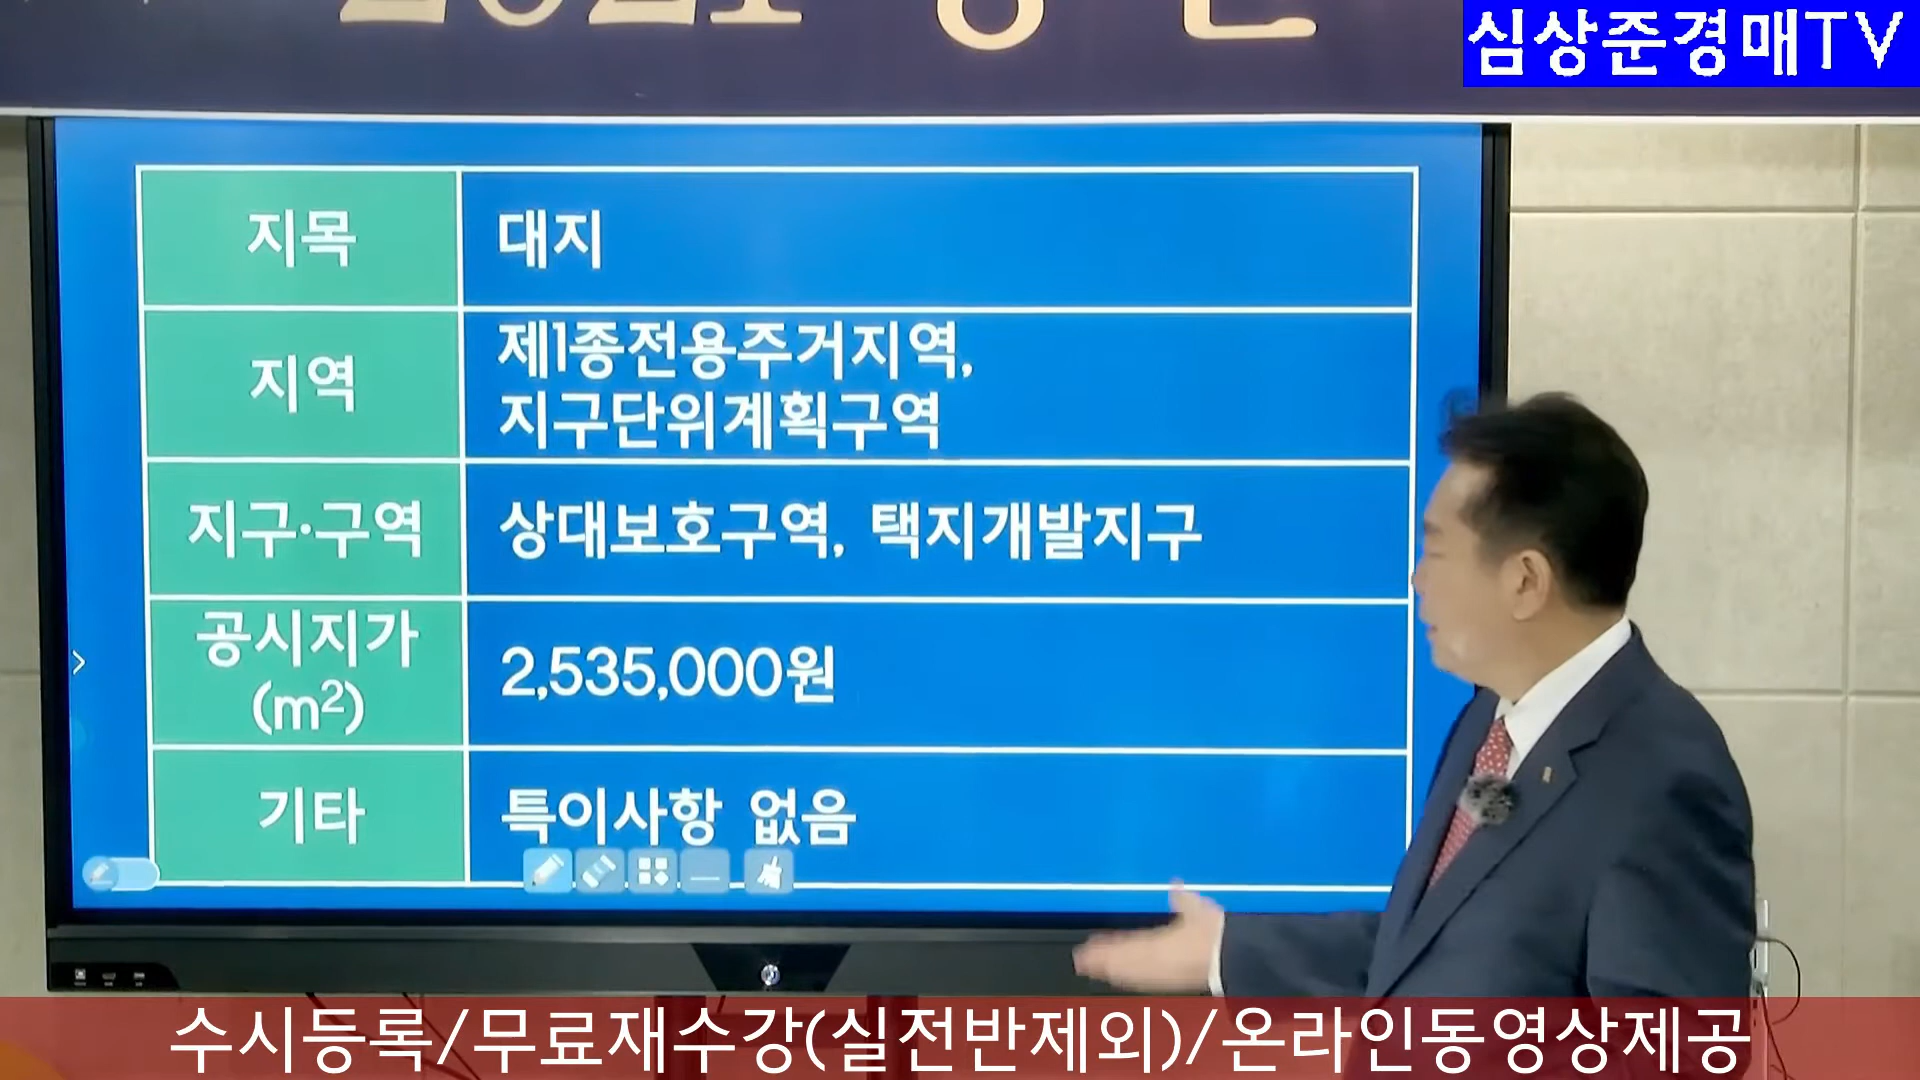 2021
심상준경매TV
지목
대지
지역
제1종전용주거지역,
지구단위계획구역
지구·구역
상대보호구역, 택지개발지구
공시지가
(m²)
2,535,000원
기타
특이사항 없음
수시등록/무료재수강(실전반제외)/온라인동영상제공